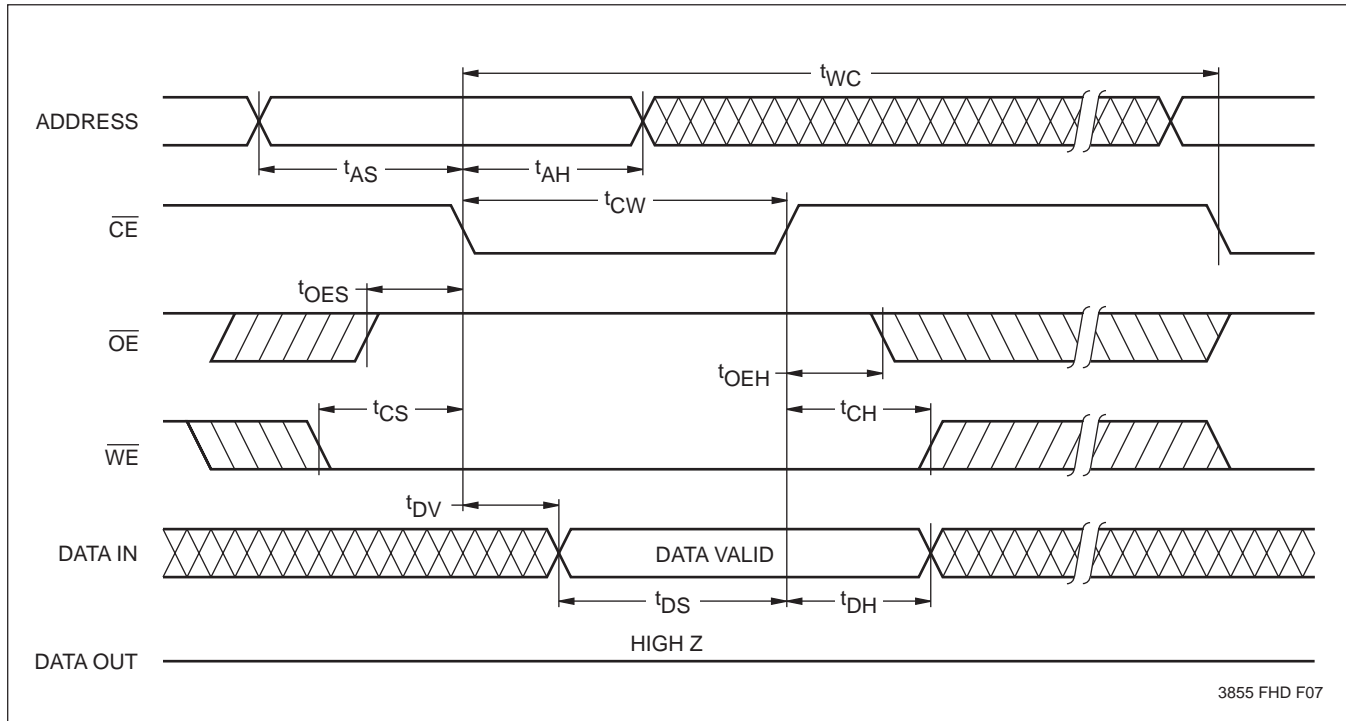 tWC
ADDRESS
tAS
tAH
tCW
CE
tOES
OE
tOEH
tCS
tCH
WE
tDV
DATA IN
DATA VALID
tDS
tDH
HIGH Z
DATA OUT
3855 FHD F07